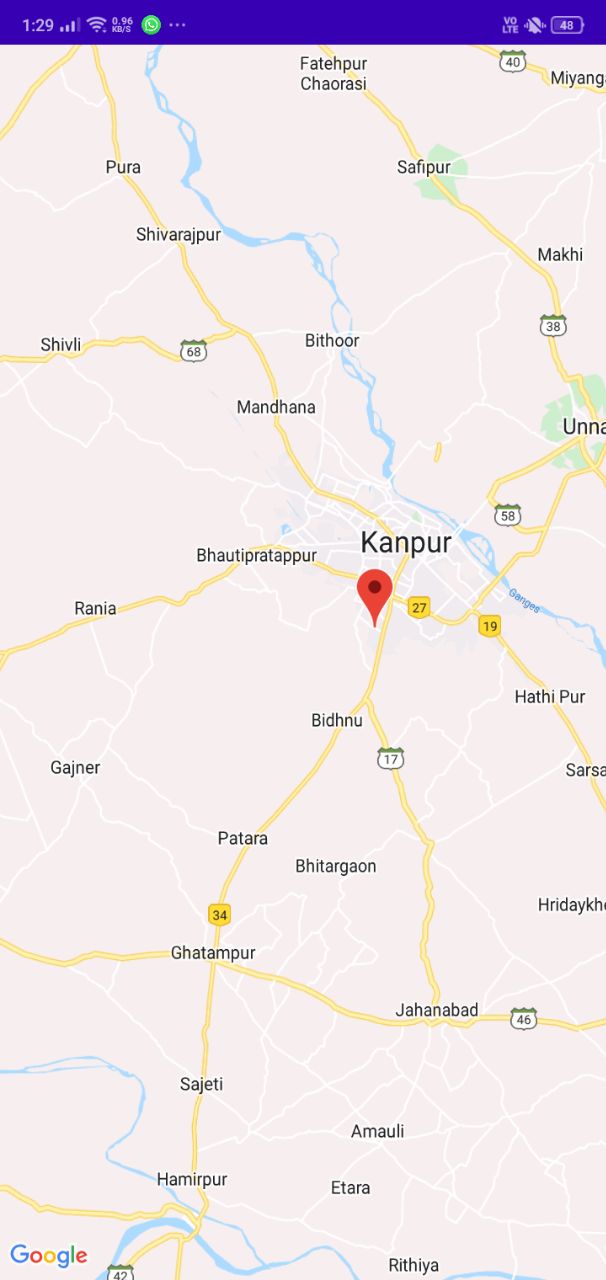 1:29
0.96
KB/S
VO
LTE
48
Fatehpur
Chaorasi
40
Miyang
Pura
Safipur
Shivarajpur
Makhi
38
Shivli
68
Bithoor
Mandhana
Unna
58
Kanpur
Bhautipratappur
27
Ganges
Rania
19
Hathi Pur
Bidhnu
17
Gajner
Sarsa
Patara
Bhitargaon
34
Hridaykhe
Ghatampur
Jahanabad
46
Sajeti
Amauli
Hamirpur
Etara
Google
42
Rithiya